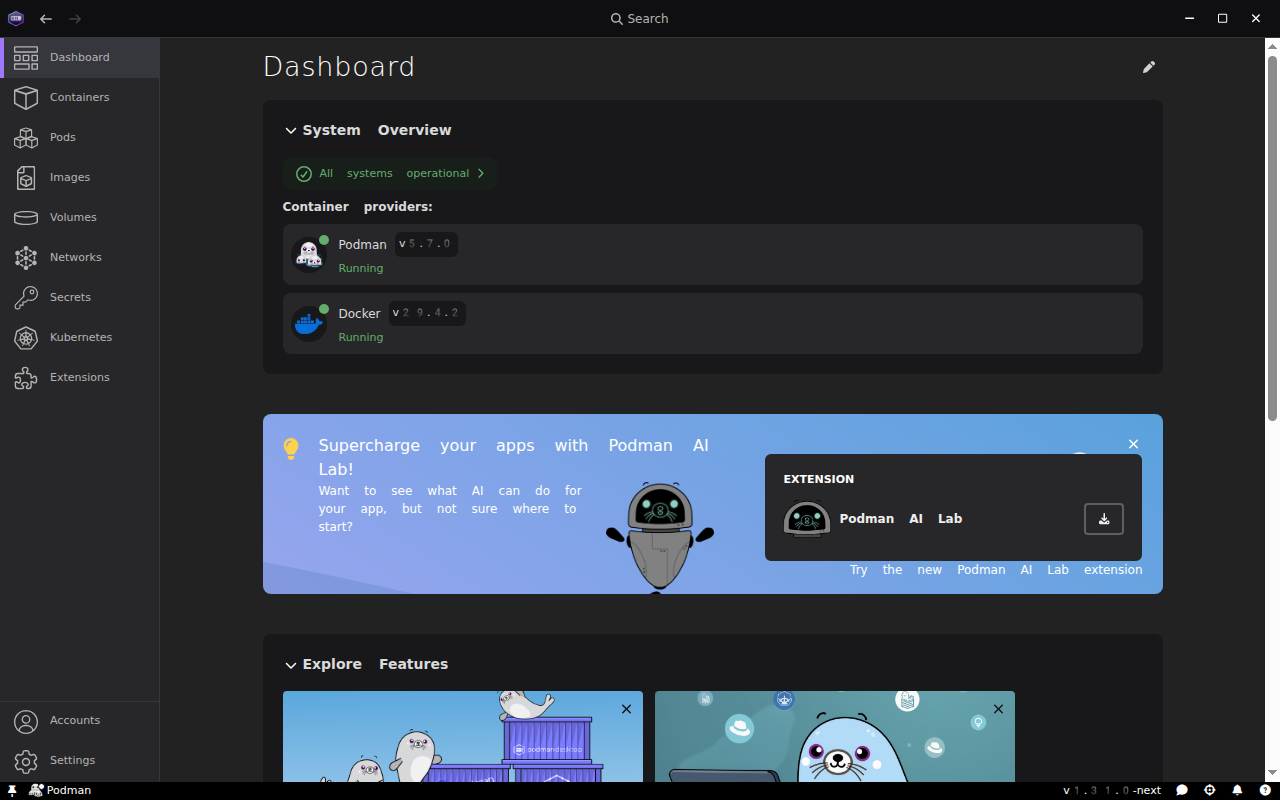 Search
Dashboard
Containers
Pods
Images
Volumes
Networks
Secrets
Kubernetes
Extensions
Accounts
Settings
Dashboard
System Overview
All systems operational
Container providers:
Podman v5.7.0
Running
Docker v29.4.2
Running
Supercharge your apps with Podman AI
Lab!
Want to see what AI can do for
your app, but not sure where to
start?
EXTENSION
Podman AI Lab
Try the new Podman AI Lab extension
Explore Features
podmandesktop
Podman
v1.31.0-next